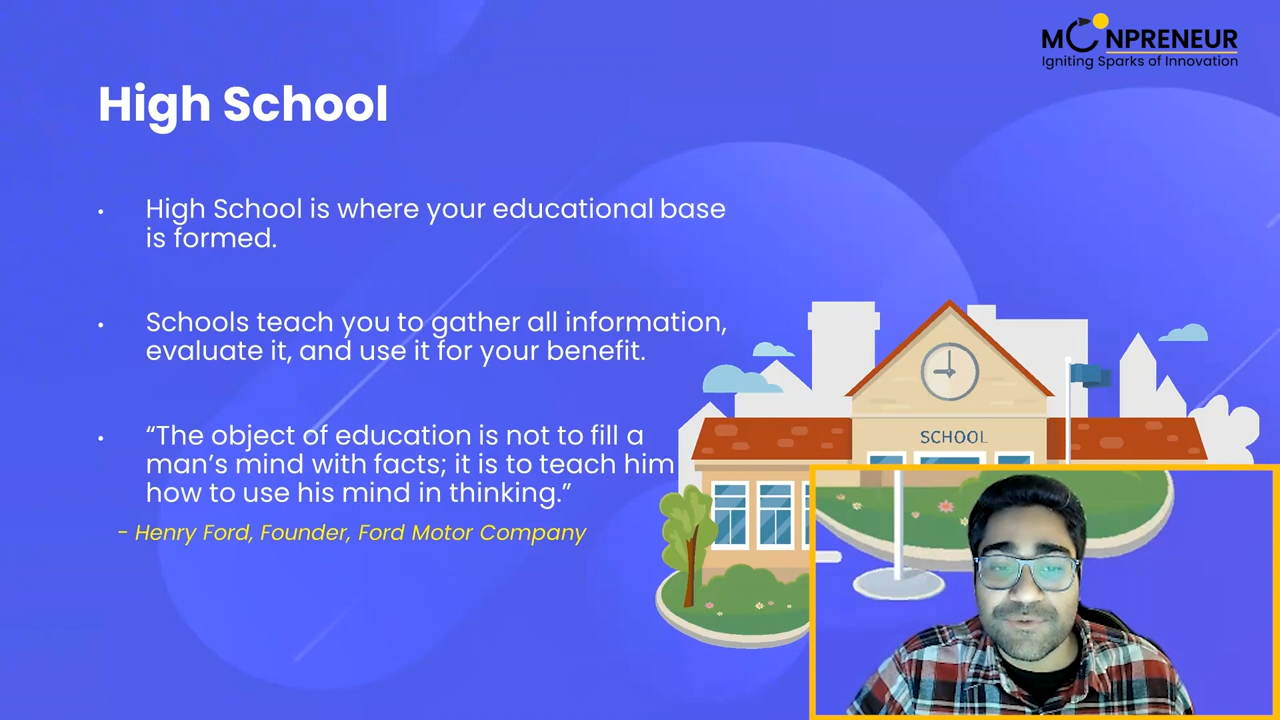 MOONPRENEUR
Igniting Sparks of Innovation
High School
• High School is where your educational base
is formed.
• Schools teach you to gather all information,
evaluate it, and use it for your benefit.
• “The object of education is not to fill a
man’s mind with facts; it is to teach him
how to use his mind in thinking.”
- Henry Ford, Founder, Ford Motor Company
SCHOOL